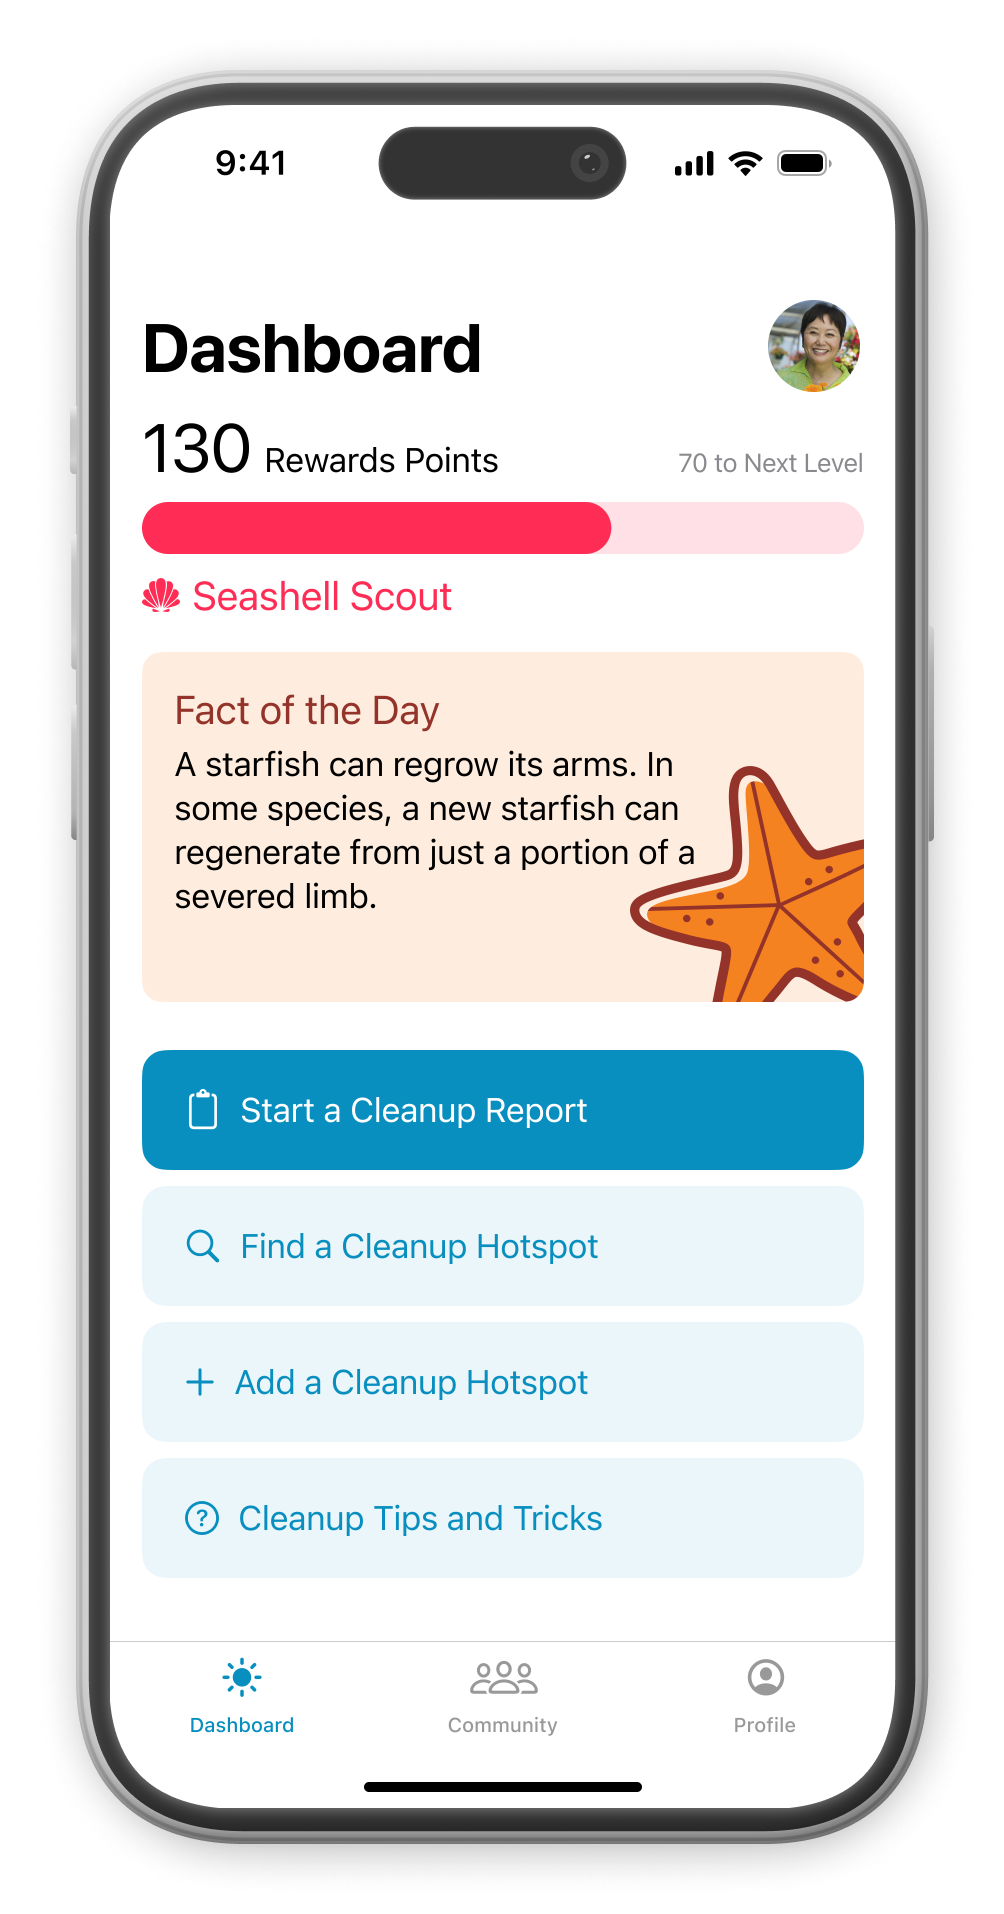 9:41
Dashboard
130 Rewards Points
70 to Next Level
Seashell Scout
Fact of the Day
A starfish can regrow its arms. In
some species, a new starfish can
regenerate from just a portion of a
severed limb.
Start a Cleanup Report
Find a Cleanup Hotspot
Add a Cleanup Hotspot
Cleanup Tips and Tricks
Dashboard
Community
Profile